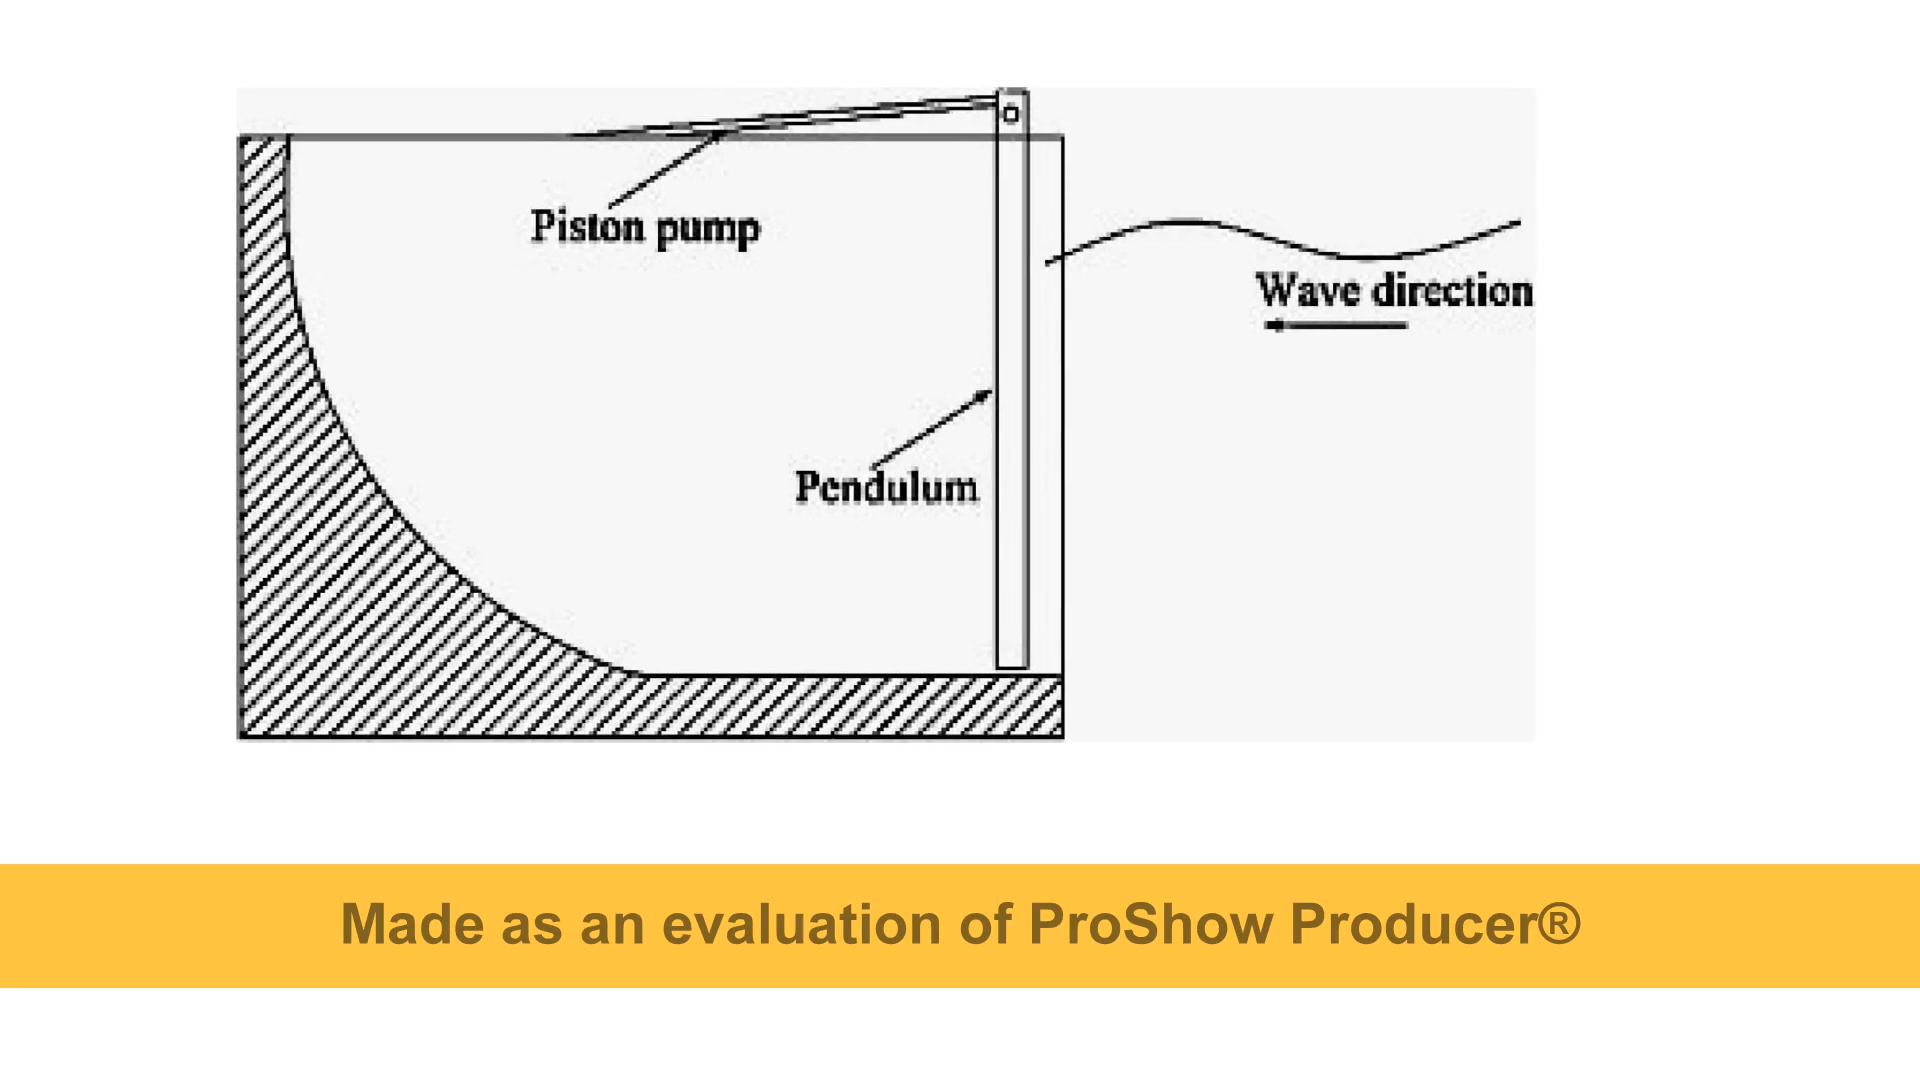 Piston pump
Wave direction
Pendulum
Made as an evaluation of ProShow Producer®